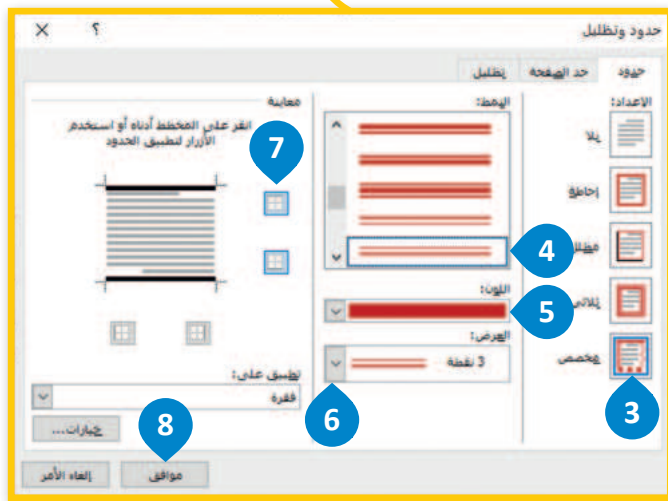 حدود وتظليل
؟ ×
حدود حد الصفحة تظليل
الإعداد:
بلا
إحاطة
مظلل
ثلاثي
مخصص
3
النمط:
4
اللون:
5
العرض:
3 نقطة
6
معاينة
انقر على المخطط أدناه أو استخدم
الأزرار لتطبيق الحدود
7
تطبيق على:
فقرة
خيارات...
8
موافق إلغاء الأمر